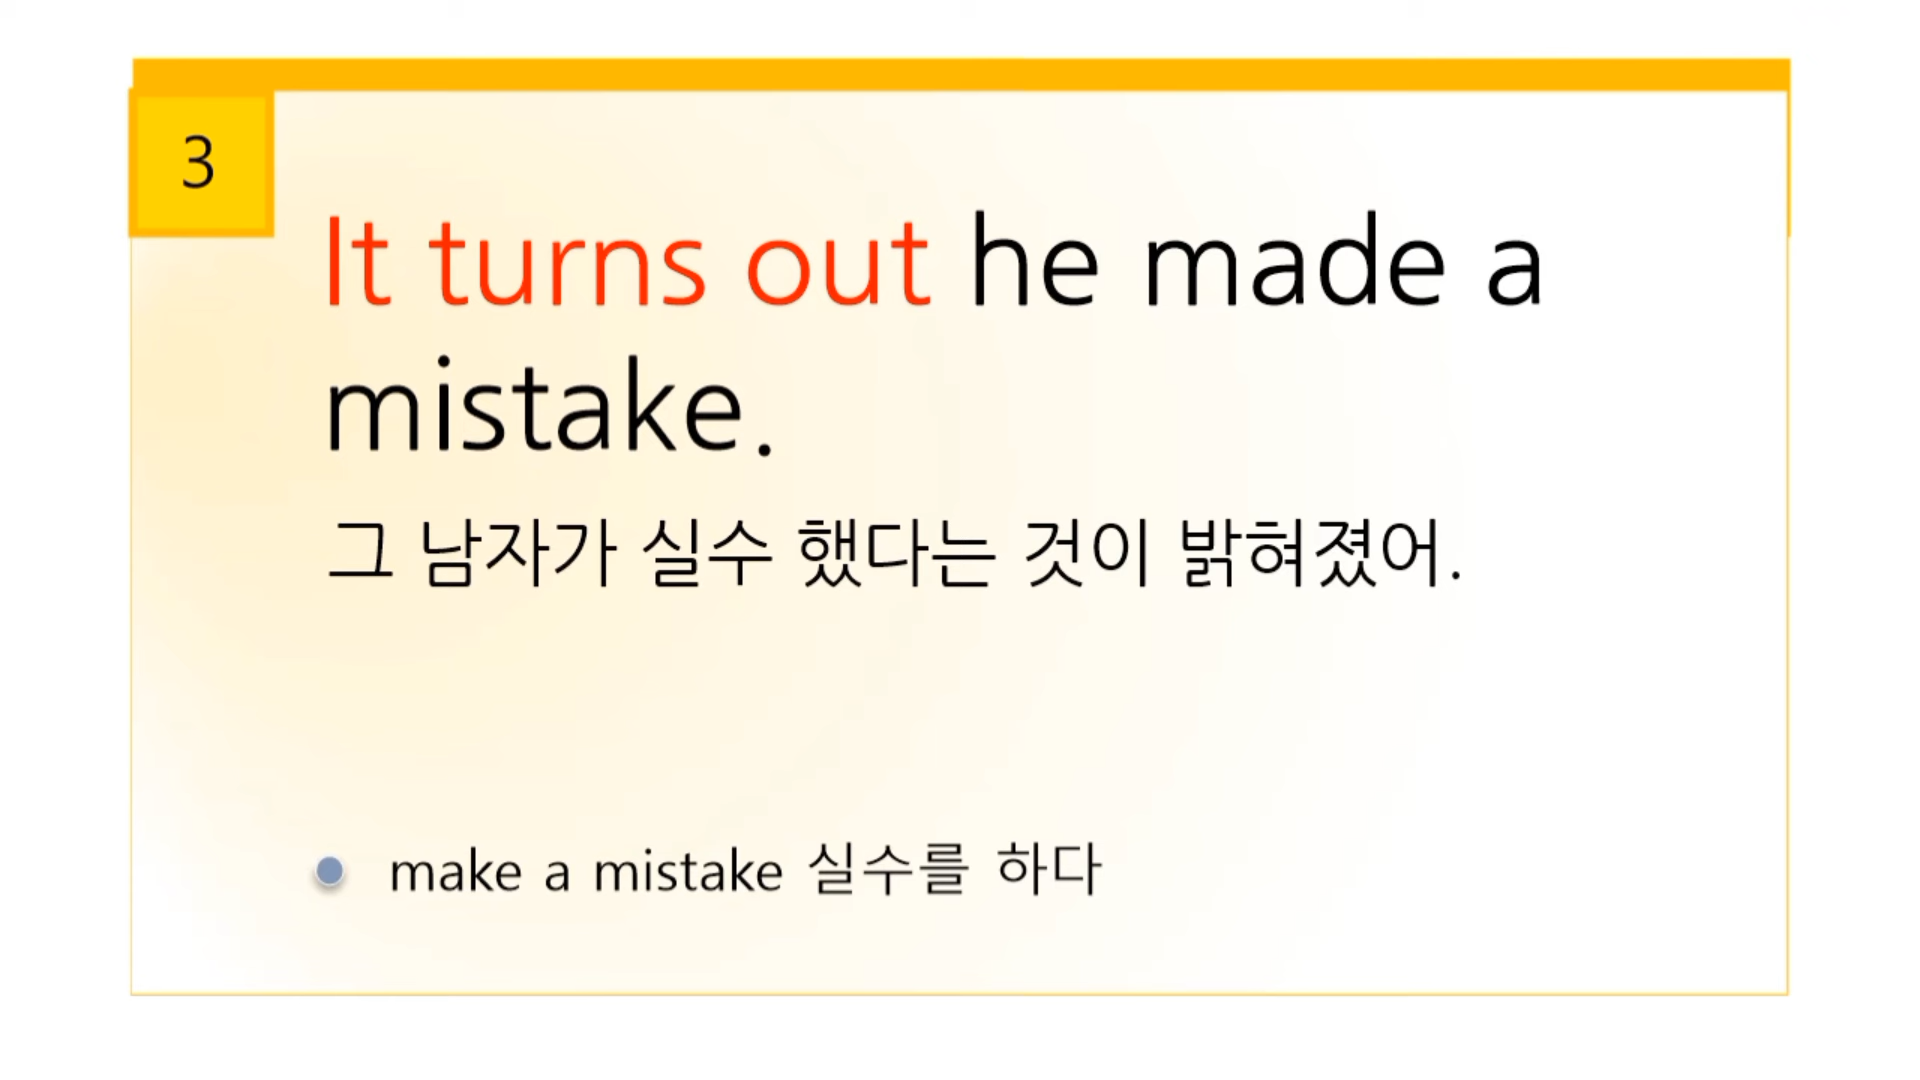 3
It turns out he made a
mistake.
그 남자가 실수 했다는 것이 밝혀졌어.
make a mistake 실수를 하다